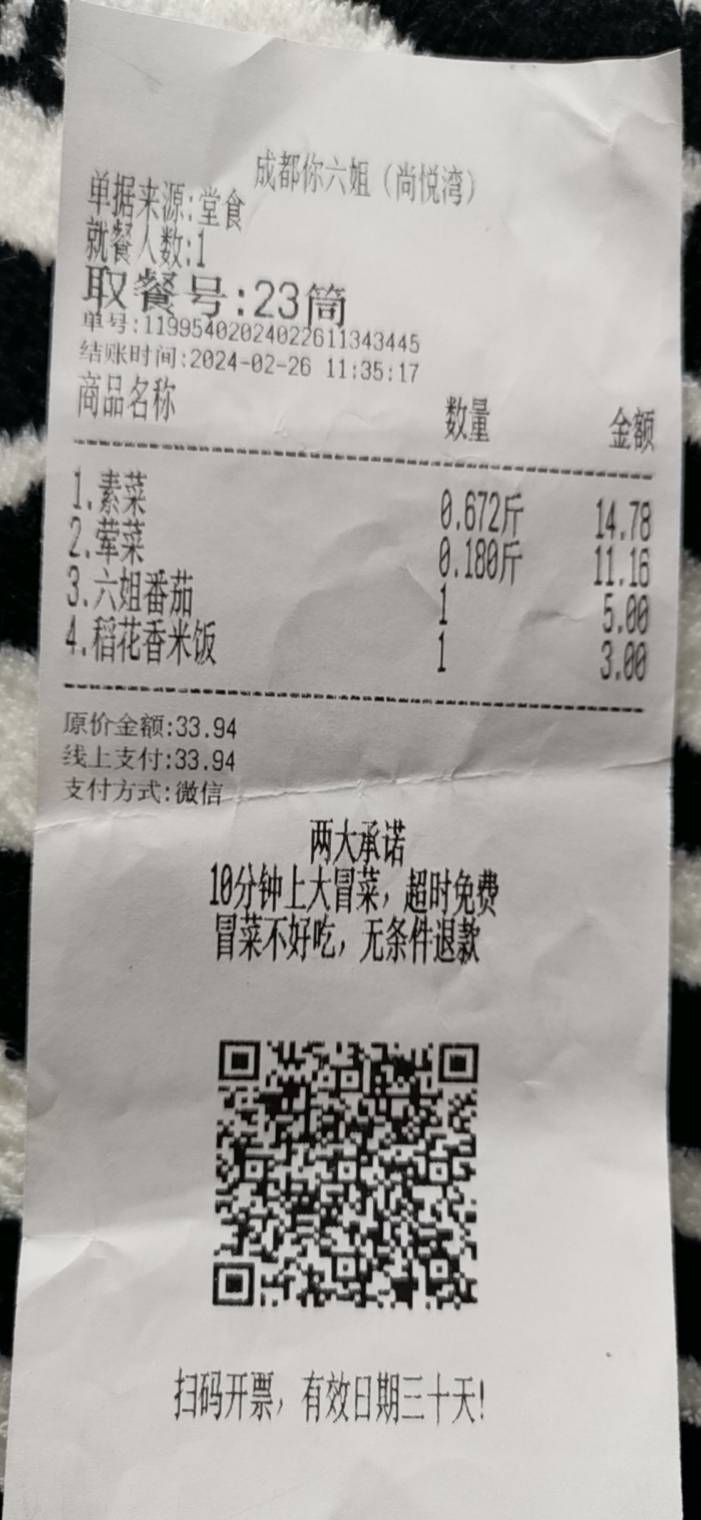 成都你六姐（尚悦湾）
单据来源:堂食
就餐人数:1
取餐号:23筒
单号:11995402024022611343445
结账时间:2024-02-26 11:35:17
商品名称 数量 金额
1.素菜 0.672斤 14.78
2.荤菜 0.180斤 11.16
3.六姐番茄 1 5.00
4.稻花香米饭 1 3.00
原价金额:33.94
线上支付:33.94
支付方式:微信
两大承诺
10分钟上大冒菜，超时免费
冒菜不好吃，无条件退款
扫码开票，有效日期三十天!